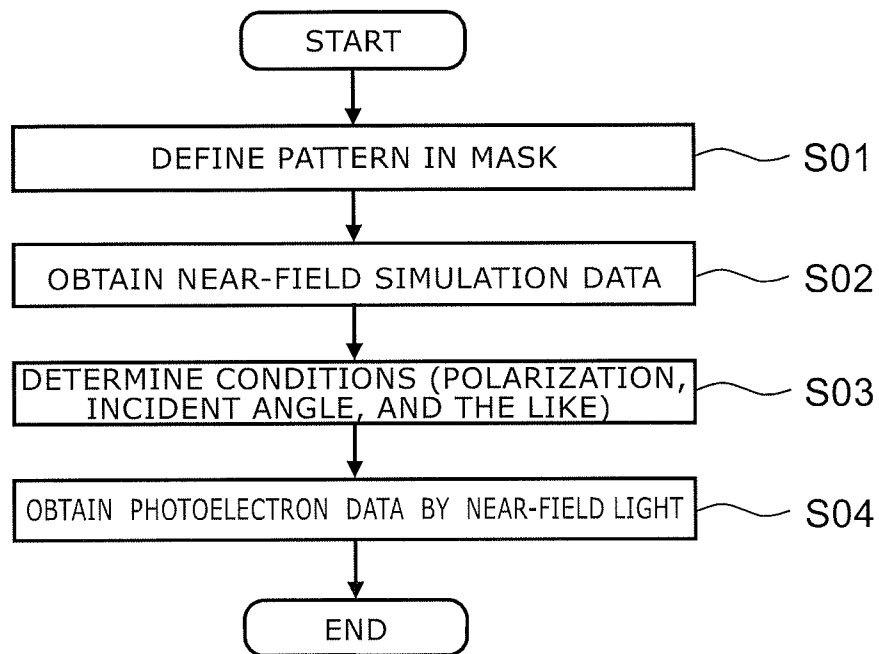 START
DEFINE PATTERN IN MASK
S01
OBTAIN NEAR-FIELD SIMULATION DATA
S02
DETERMINE CONDITIONS (POLARIZATION,
INCIDENT ANGLE, AND THE LIKE)
S03
OBTAIN PHOTOELECTRON DATA BY NEAR-FIELD LIGHT
S04
END